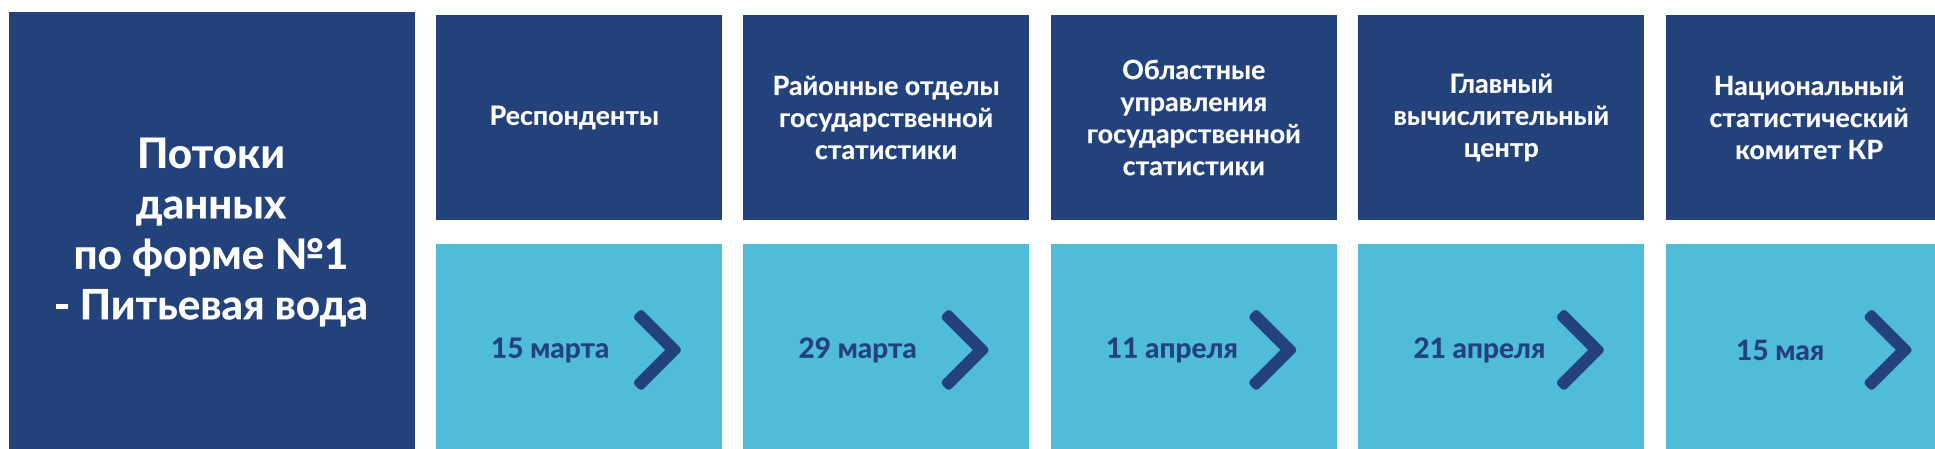 Потоки
данных
по форме №1
- Питьевая вода
Респонденты
Районные отделы
государственной
статистики
Областные
управления
государственной
статистики
Главный
вычислительный
центр
Национальный
статистический
комитет КР
15 марта
29 марта
11 апреля
21 апреля
15 мая